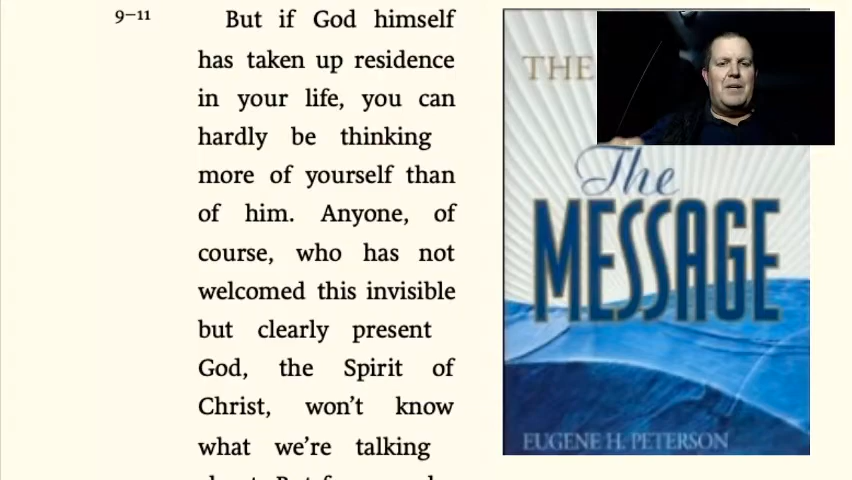 9–11
But if God himself
has taken up residence
in your life, you can
hardly be thinking
more of yourself than
of him. Anyone, of
course, who has not
welcomed this invisible
but clearly present
God, the Spirit of
Christ, won’t know
what we’re talking
THE
The
MESSAGE
EUGENE H. PETERSON